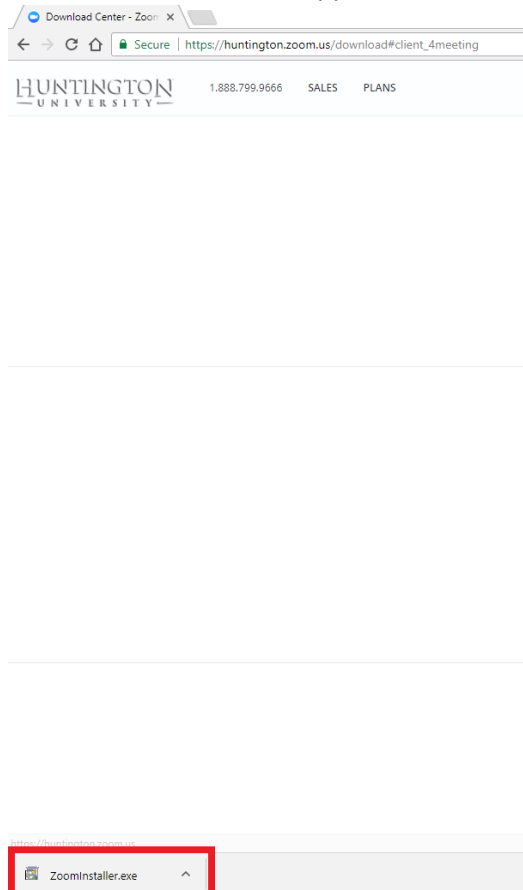 Download Center - Zoom
Secure | https://huntington.zoom.us/download#client_4meeting
HUNTINGTON
UNIVERSITY
1.888.799.9666 SALES PLANS
https://huntington.zoom.us
ZoomInstaller.exe